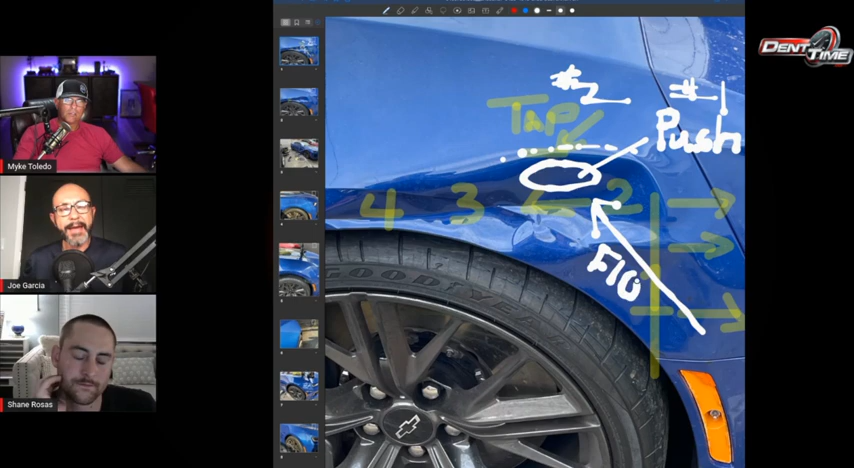 DENT TIME
Myke Toledo
Joe Garcia
Shane Rosas
#2
#1
TAP
Push
4
3
2
F10
GOODYEAR